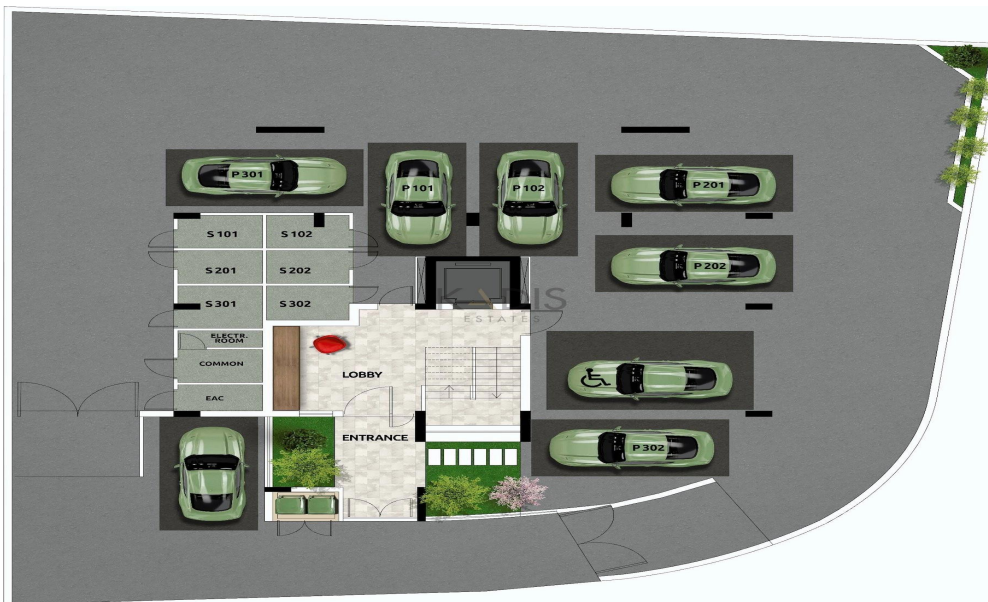 P 301
P 101
P 102
P 201
S 101
S 102
S 201
S 202
P 202
S 301
S 302
ESTATES
ELECTR.
ROOM
COMMON
LOBBY
EAC
ENTRANCE
P 302